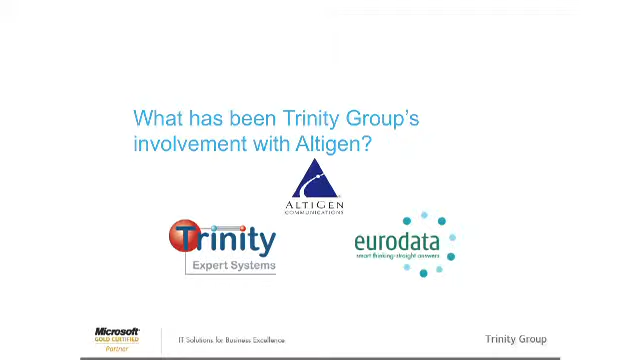 What has been Trinity Group's
involvement with Altigen?
ALTIGEN
COMMUNICATIONS
Trinity
Expert Systems
eurodata
smart thinking·straight answers
Microsoft
GOLD CERTIFIED
Partner
IT Solutions for Business Excellence
Trinity Group